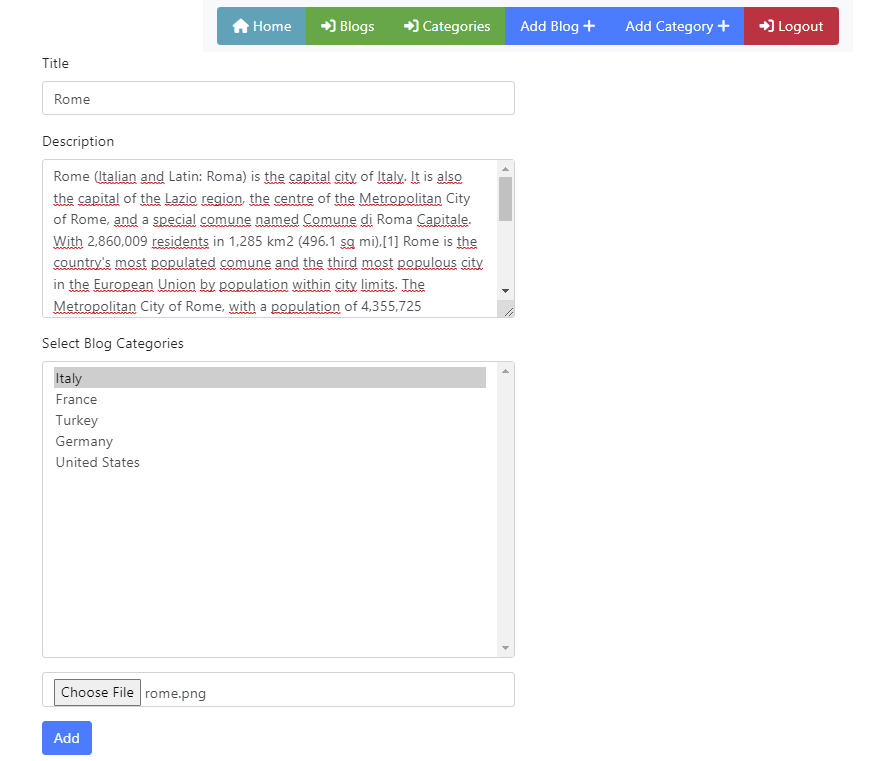 Home Blogs Categories Add Blog Add Category Logout
Title
Rome
Description
Rome (Italian and Latin: Roma) is the capital city of Italy. It is also
the capital of the Lazio region, the centre of the Metropolitan City
of Rome, and a special comune named Comune di Roma Capitale.
With 2,860,009 residents in 1,285 km2 (496.1 sq mi),[1] Rome is the
country's most populated comune and the third most populous city
in the European Union by population within city limits. The
Metropolitan City of Rome, with a population of 4,355,725
Select Blog Categories
Italy
France
Turkey
Germany
United States
Choose File rome.png
Add